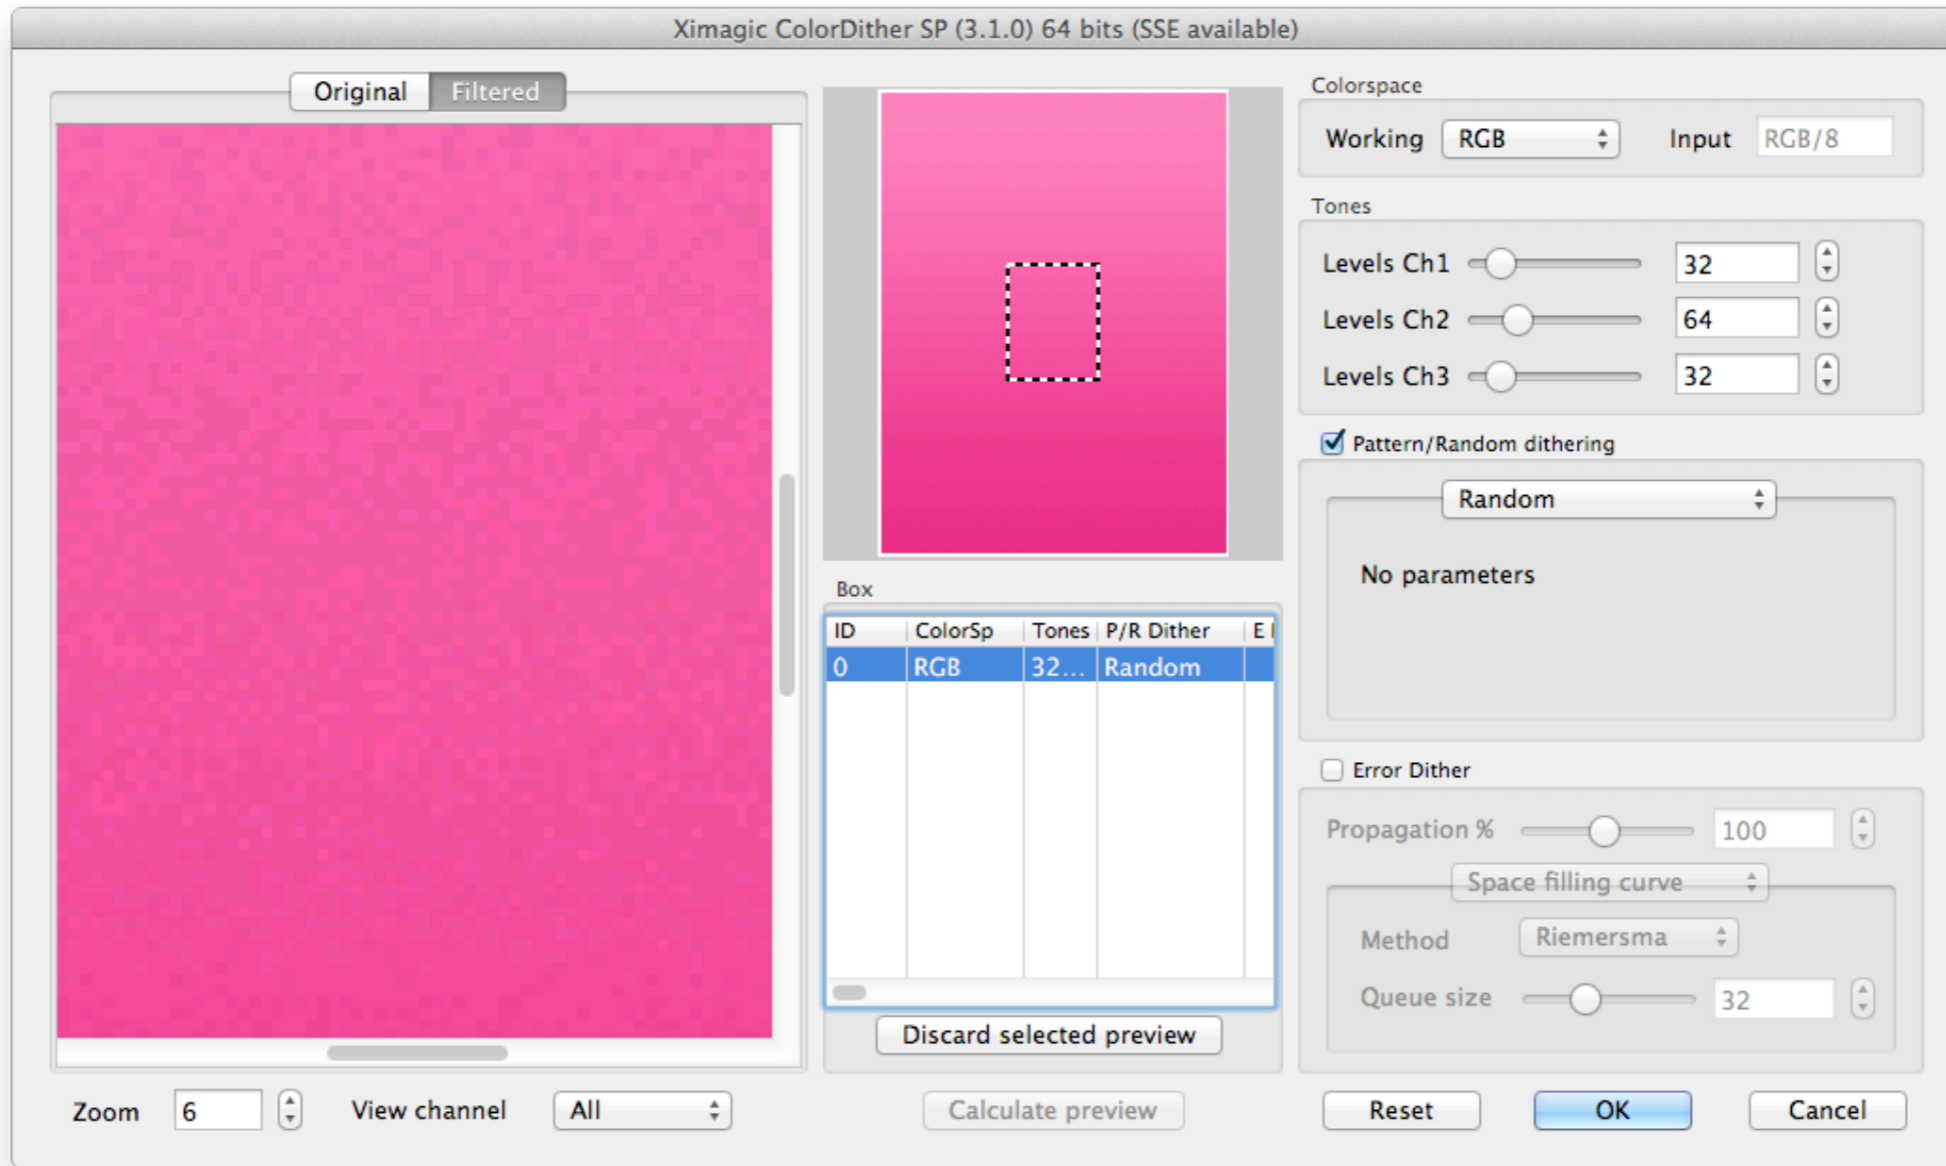 Ximagic ColorDither SP (3.1.0) 64 bits (SSE available)
Original Filtered
Zoom 6 View channel All
Box
ID ColorSp Tones P/R Dither E
0 RGB 32... Random
Discard selected preview
Calculate preview
Colorspace
Working RGB Input RGB/8
Tones
Levels Ch1 32
Levels Ch2 64
Levels Ch3 32
Pattern/Random dithering
Random
No parameters
Error Dither
Propagation % 100
Space filling curve
Method Riemersma
Queue size 32
Reset OK Cancel